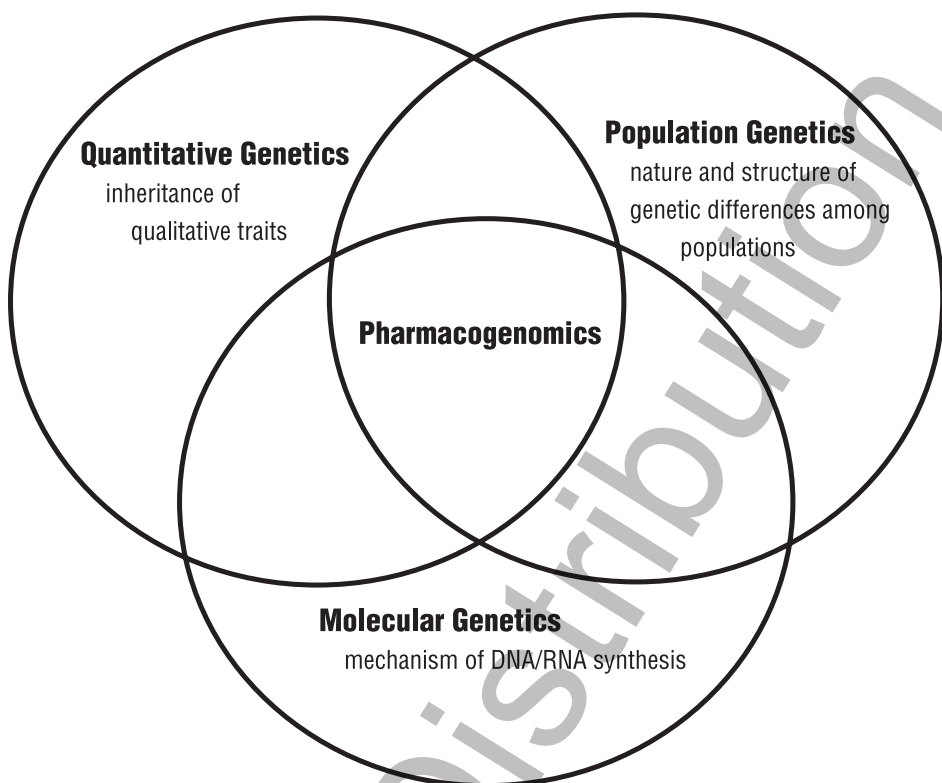 Quantitative Genetics
inheritance of
qualitative traits
Population Genetics
nature and structure of
genetic differences among
populations
Pharmacogenomics
Molecular Genetics
mechanism of DNA/RNA synthesis
Distribution